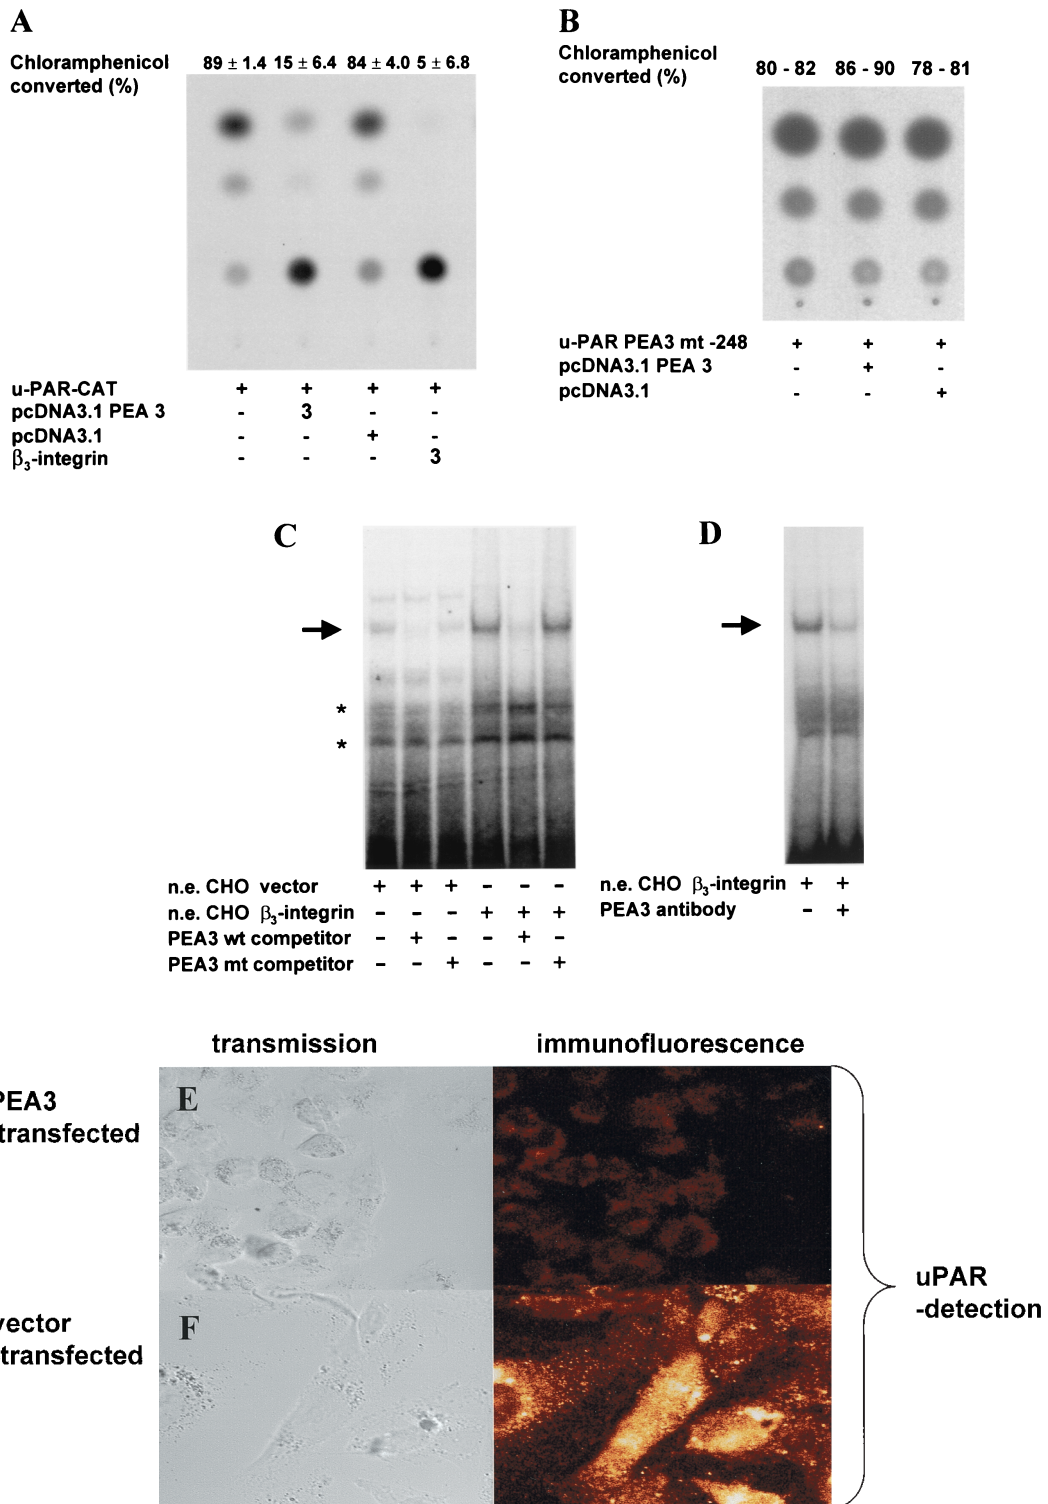 A
Chloramphenicol
converted (%)
89 ± 1.4 15 ± 6.4 84 ± 4.0 5 ± 6.8
u-PAR-CAT + + + +
pcDNA3.1 PEA 3 - 3 - -
pcDNA3.1 - - + -
β3-integrin - - - 3
B
Chloramphenicol
converted (%)
80 - 82 86 - 90 78 - 81
u-PAR PEA3 mt -248 + + +
pcDNA3.1 PEA 3 - + -
pcDNA3.1 - - +
C
*
*
n.e. CHO vector + + + - - -
n.e. CHO β3-integrin - - - + + +
PEA3 wt competitor - + - - + -
PEA3 mt competitor - - + - - +
D
n.e. CHO β3-integrin + +
PEA3 antibody - +
transmission
immunofluorescence
PEA3
transfected
E
vector
transfected
F
uPAR
-detection